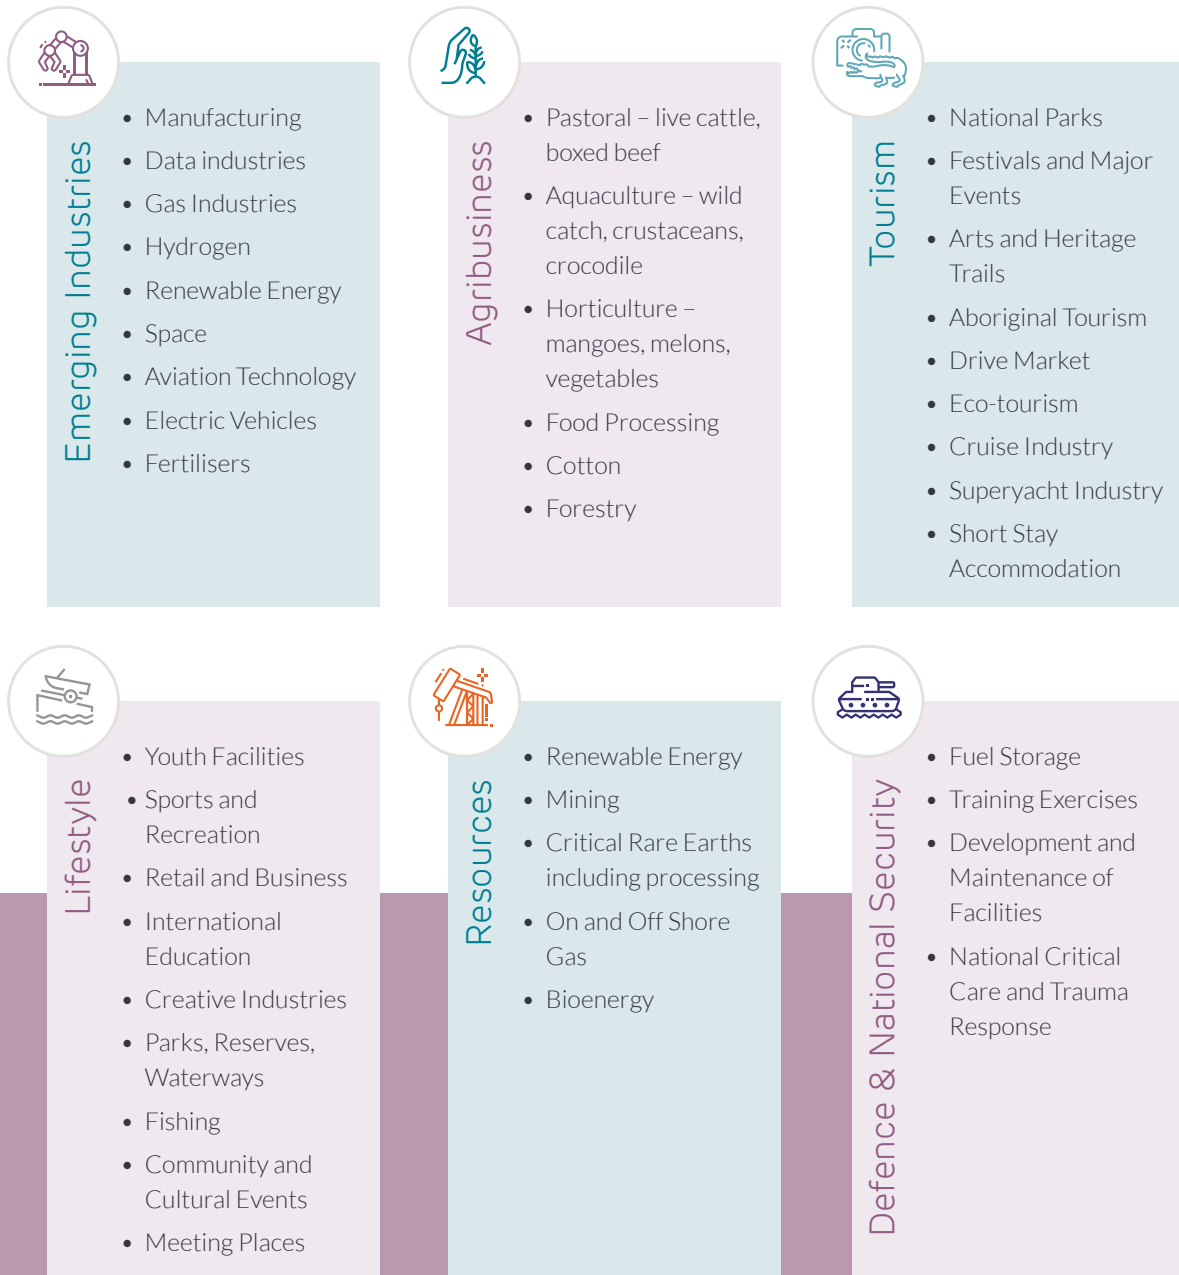 Emerging Industries
• Manufacturing
• Data industries
• Gas Industries
• Hydrogen
• Renewable Energy
• Space
• Aviation Technology
• Electric Vehicles
• Fertilisers
Agribusiness
• Pastoral – live cattle,
boxed beef
• Aquaculture – wild
catch, crustaceans,
crocodile
• Horticulture –
mangoes, melons,
vegetables
• Food Processing
• Cotton
• Forestry
Tourism
• National Parks
• Festivals and Major
Events
• Arts and Heritage
Trails
• Aboriginal Tourism
• Drive Market
• Eco-tourism
• Cruise Industry
• Superyacht Industry
• Short Stay
Accommodation
Lifestyle
• Youth Facilities
• Sports and
Recreation
• Retail and Business
• International
Education
• Creative Industries
• Parks, Reserves,
Waterways
• Fishing
• Community and
Cultural Events
• Meeting Places
Resources
• Renewable Energy
• Mining
• Critical Rare Earths
including processing
• On and Off Shore
Gas
• Bioenergy
Defence & National Security
• Fuel Storage
• Training Exercises
• Development and
Maintenance of
Facilities
• National Critical
Care and Trauma
Response